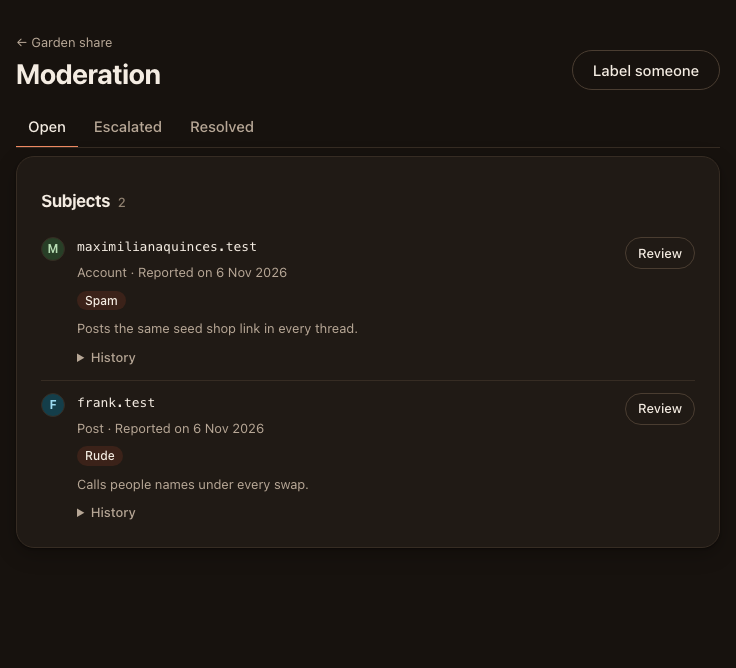 ← Garden share
Moderation
Label someone
Open Escalated Resolved
Subjects 2
M maximilianaquinces.test Review
Account · Reported on 6 Nov 2026
Spam
Posts the same seed shop link in every thread.
▶ History
F frank.test Review
Post · Reported on 6 Nov 2026
Rude
Calls people names under every swap.
▶ History